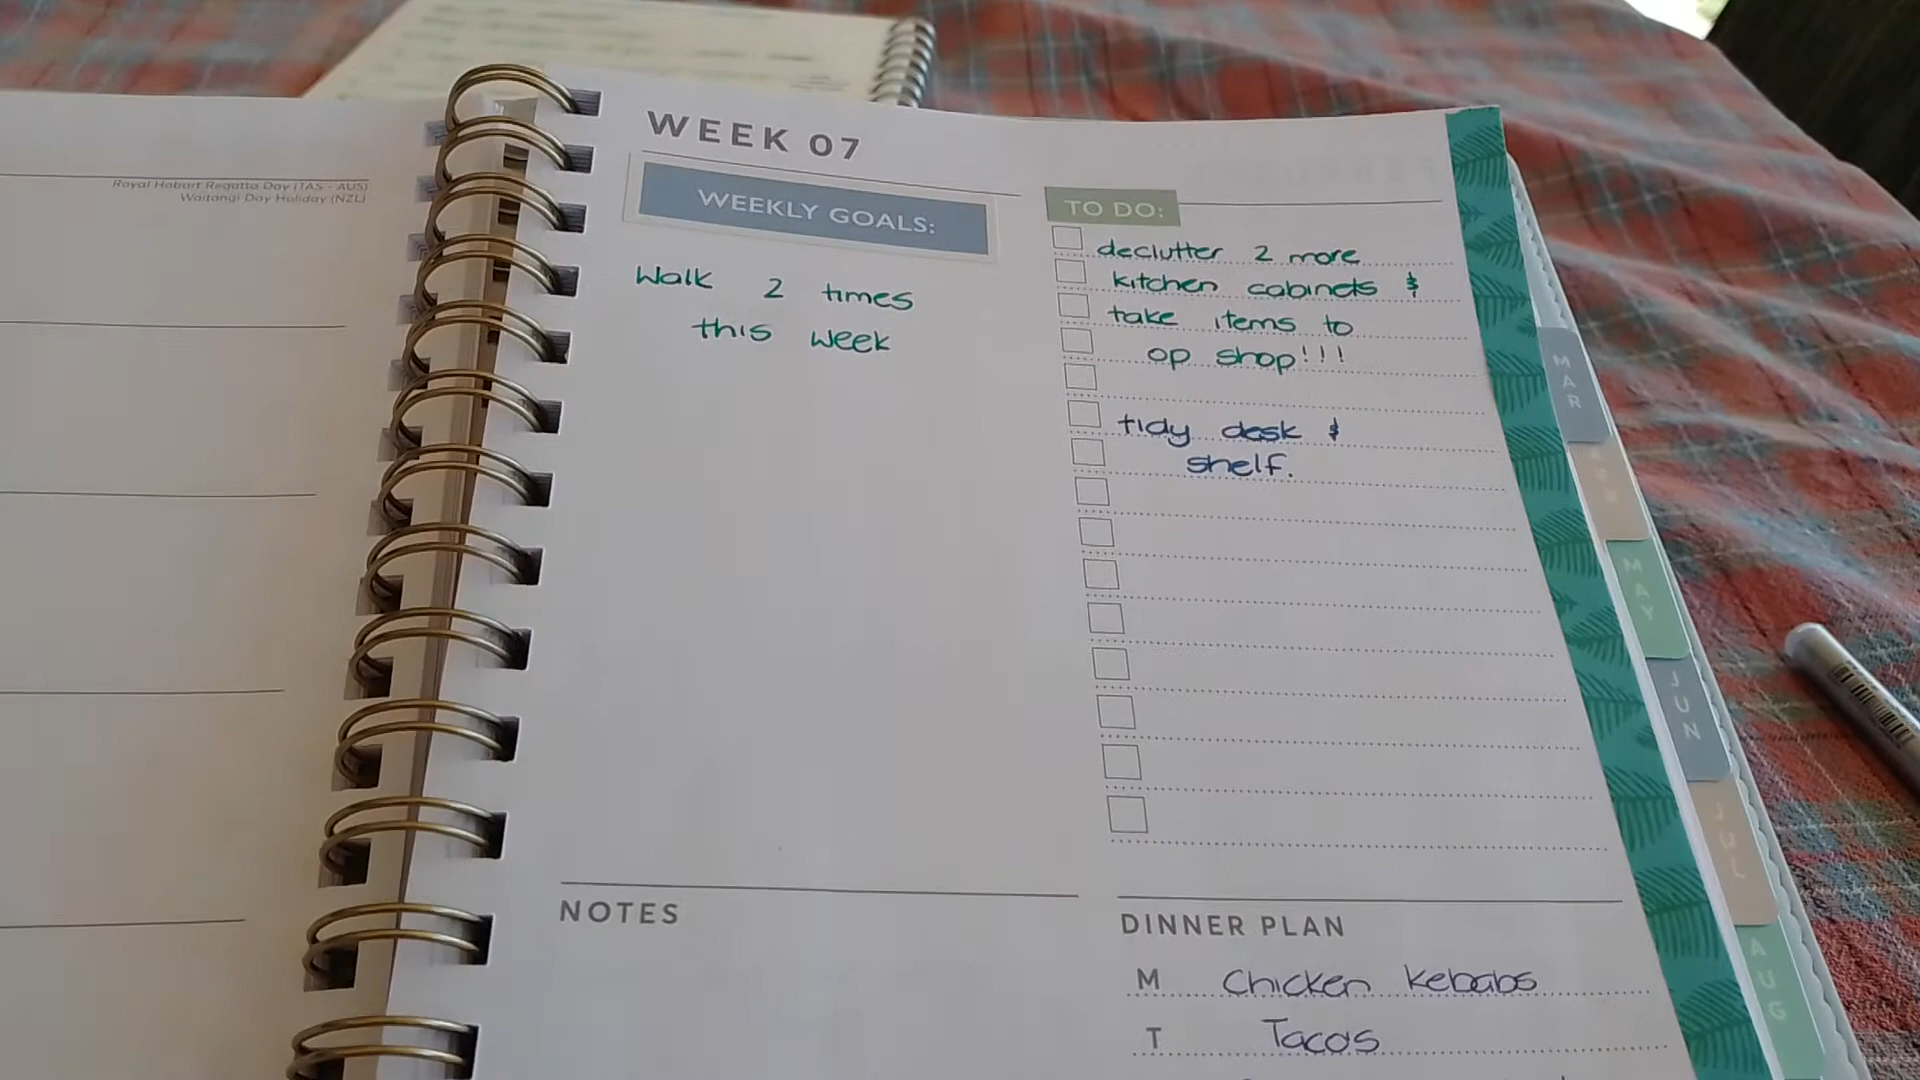 Royal Hobart Regatta Day (TAS - AUS)
Waitangi Day Holiday (NZL)
WEEK 07
WEEKLY GOALS:
Walk 2 times
this week
TO DO:
declutter 2 more
kitchen cabinets &
take items to
op shop!!!
tidy desk &
shelf.
NOTES
DINNER PLAN
M Chicken Kebabs
T Tacos
MAR
APR
MAY
JUN
JUL
AUG